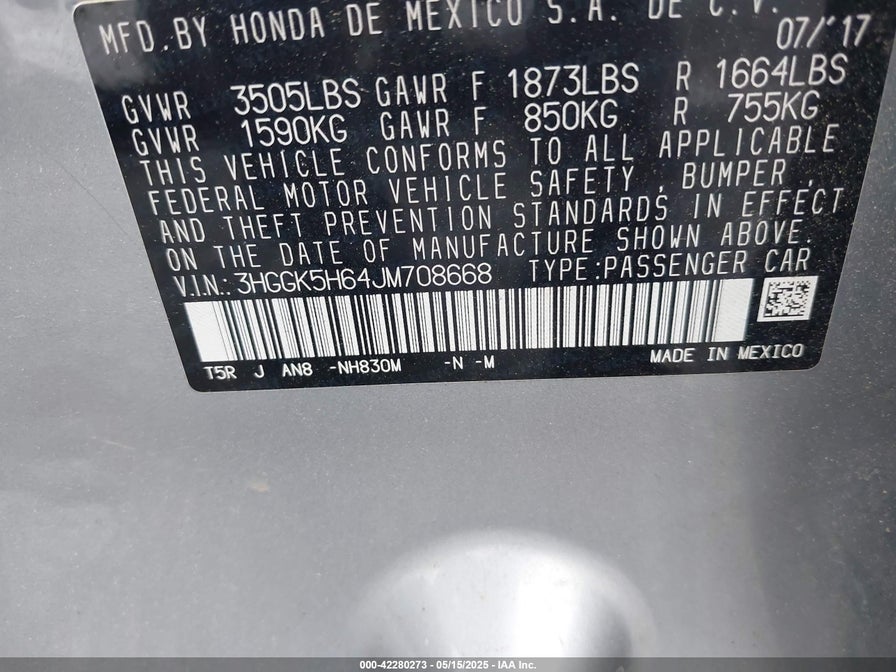 MFD.BY HONDA DE MEXICO S.A. DE C.V.
07/'17
GVWR 3505LBS GAWR F 1873LBS R 1664LBS
GVWR 1590KG GAWR F 850KG R 755KG
THIS VEHICLE CONFORMS TO ALL APPLICABLE
FEDERAL MOTOR VEHICLE SAFETY , BUMPER ,
AND THEFT PREVENTION STANDARDS IN EFFECT
ON THE DATE OF MANUFACTURE SHOWN ABOVE.
V.I.N.: 3HGGK5H64JM708668 TYPE:PASSENGER CAR
T5R J AN8 -NH830M -N -M MADE IN MEXICO
000-42280273 - 05/15/2025 - IAA Inc.